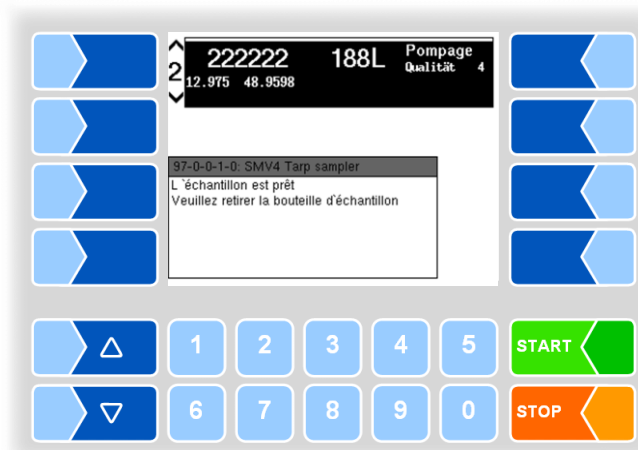 222222 188L Pompage
2 Qualität 4
12.975 48.9598
97-0-0-1-0: SMV4 Tarp sampler
L `échantillon est prêt
Veuillez retirer la bouteille d'échantillon
1 2 3 4 5 START
6 7 8 9 0 STOP